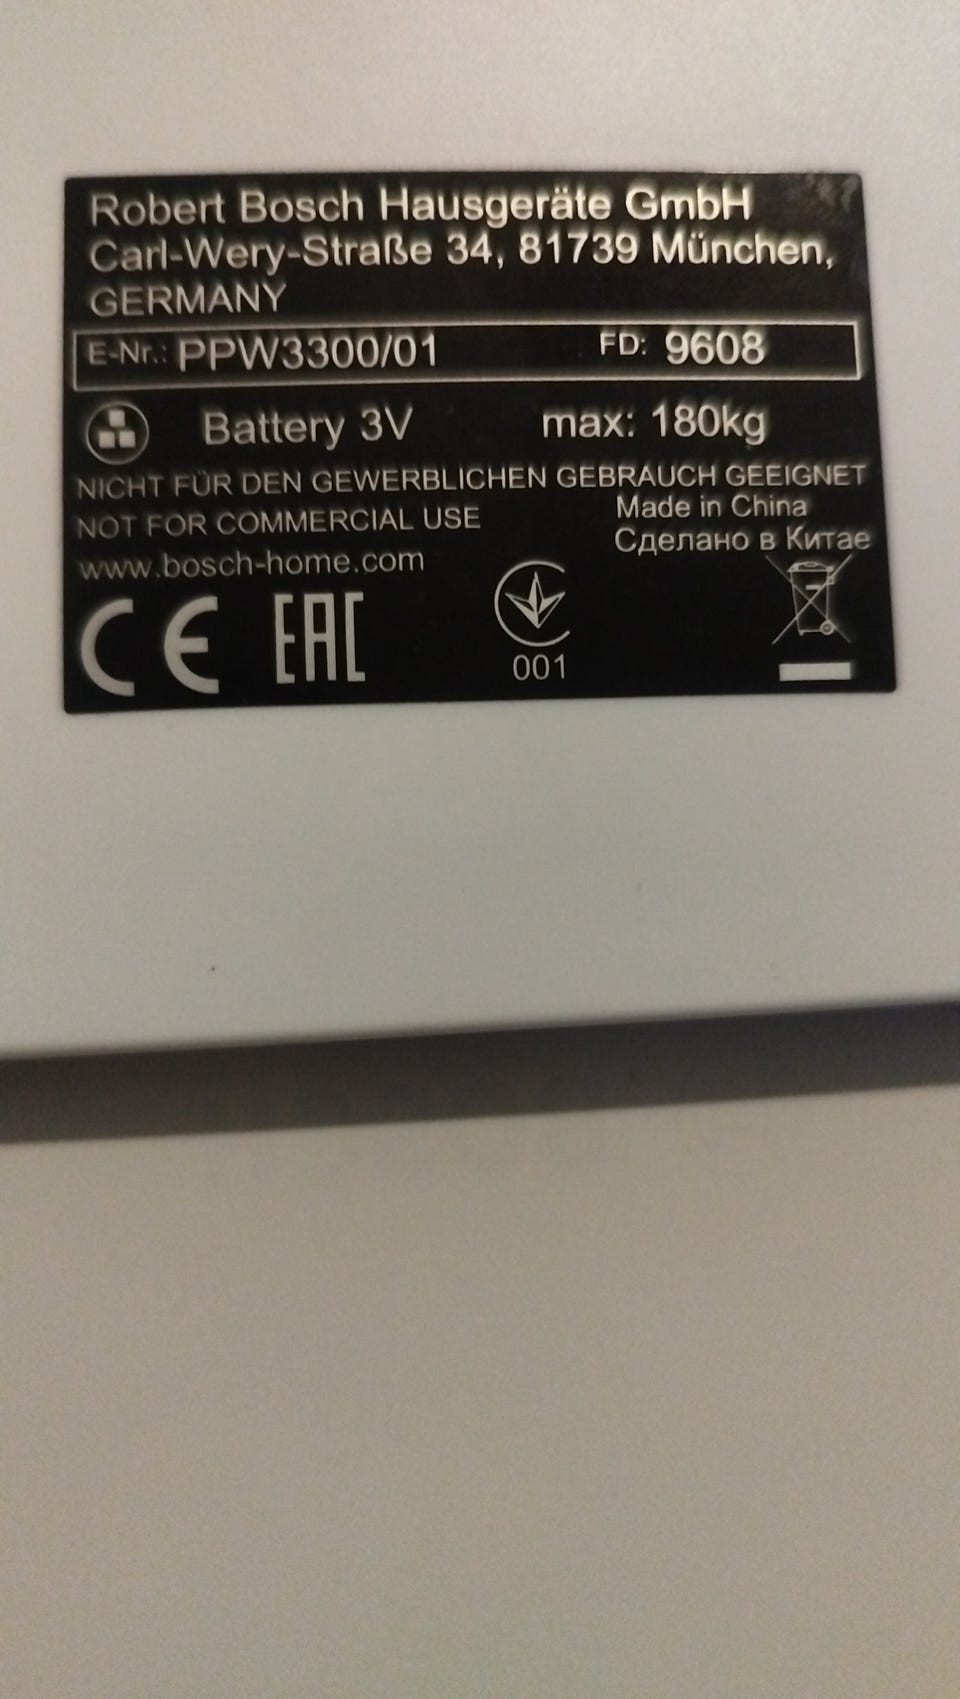 Robert Bosch Hausgeräte GmbH
Carl-Wery-Straße 34, 81739 München,
GERMANY
E-Nr.: PPW3300/01 FD: 9608
Battery 3V max: 180kg
NICHT FÜR DEN GEWERBLICHEN GEBRAUCH GEEIGNET
NOT FOR COMMERCIAL USE
Made in China
Сделано в Китае
www.bosch-home.com
CE EAC
001